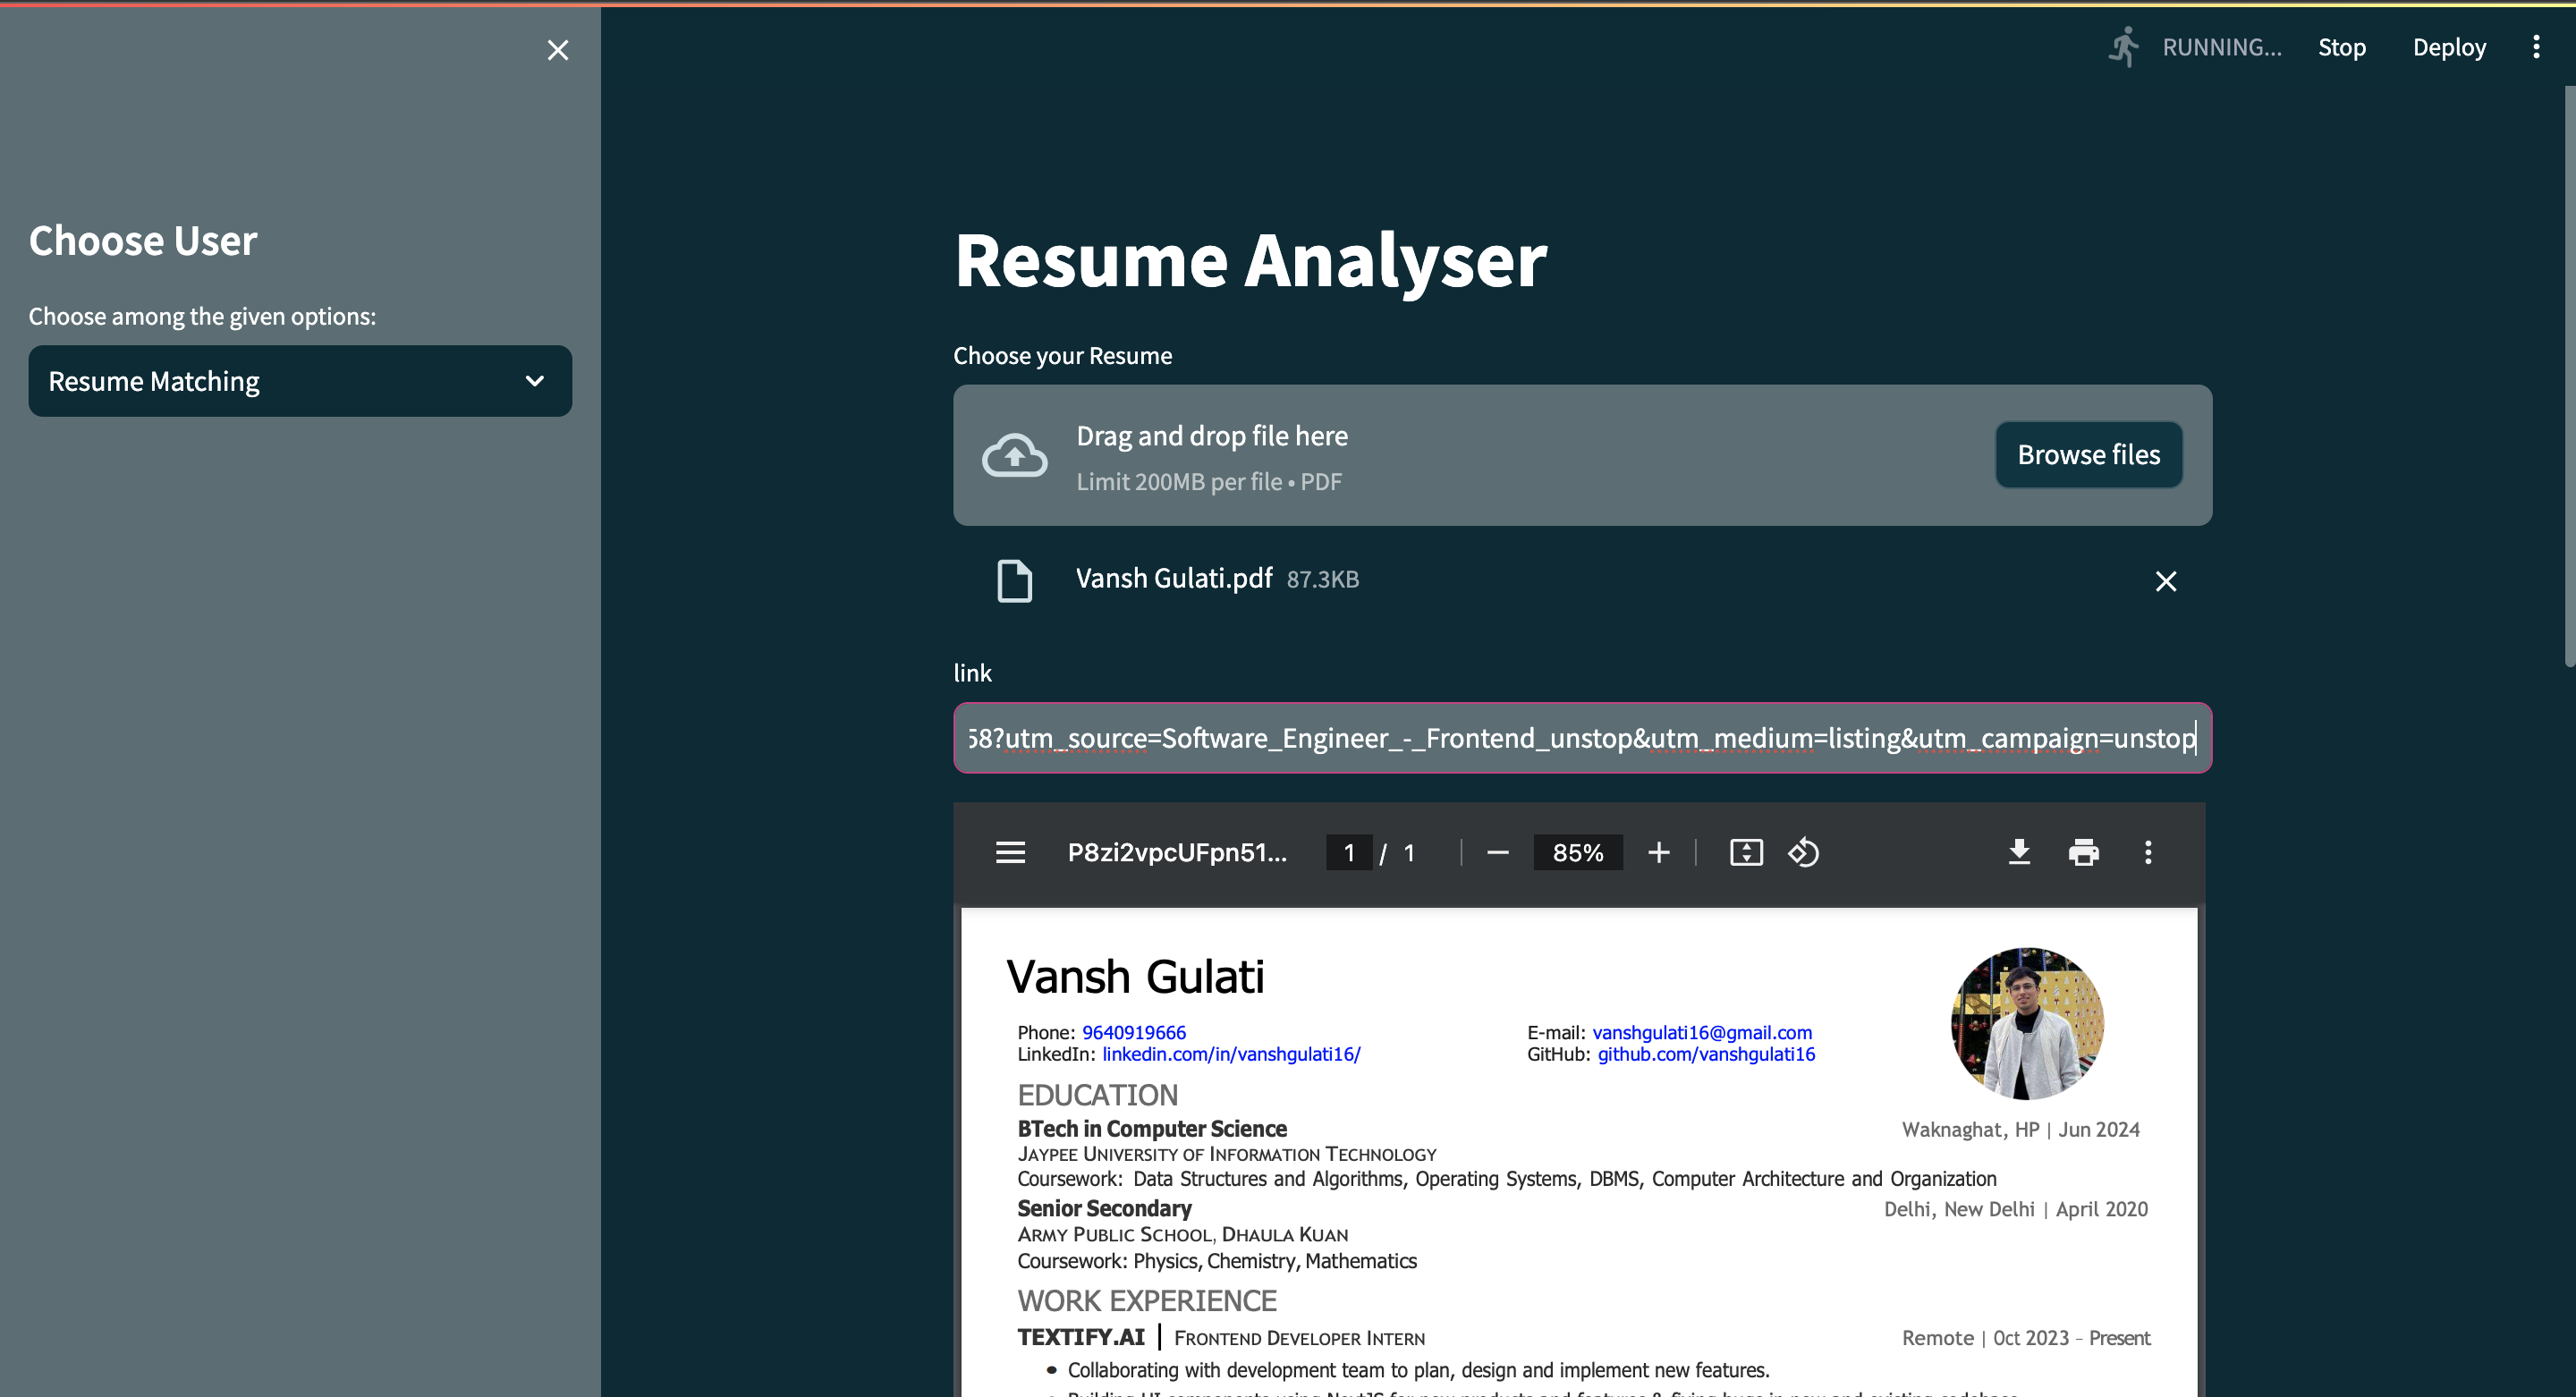 RUNNING... Stop Deploy
Choose User
Choose among the given options:
Resume Matching
Resume Analyser
Choose your Resume
Drag and drop file here
Limit 200MB per file • PDF
Browse files
Vansh Gulati.pdf 87.3KB
link
58?utm_source=Software_Engineer_-_Frontend_unstop&utm_medium=listing&utm_campaign=unstop
P8zi2vpcUFpn51... 1 / 1 85%
Vansh Gulati
Phone: 9640919666 E-mail: vanshgulati16@gmail.com
LinkedIn: linkedin.com/in/vanshgulati16/ GitHub: github.com/vanshgulati16
EDUCATION
BTech in Computer Science Waknaghat, HP | Jun 2024
JAYPEE UNIVERSITY OF INFORMATION TECHNOLOGY
Coursework: Data Structures and Algorithms, Operating Systems, DBMS, Computer Architecture and Organization
Senior Secondary Delhi, New Delhi | April 2020
ARMY PUBLIC SCHOOL, DHAULA KUAN
Coursework: Physics, Chemistry, Mathematics
WORK EXPERIENCE
TEXTIFY.AI | FRONTEND DEVELOPER INTERN Remote | Oct 2023 - Present
• Collaborating with development team to plan, design and implement new features.